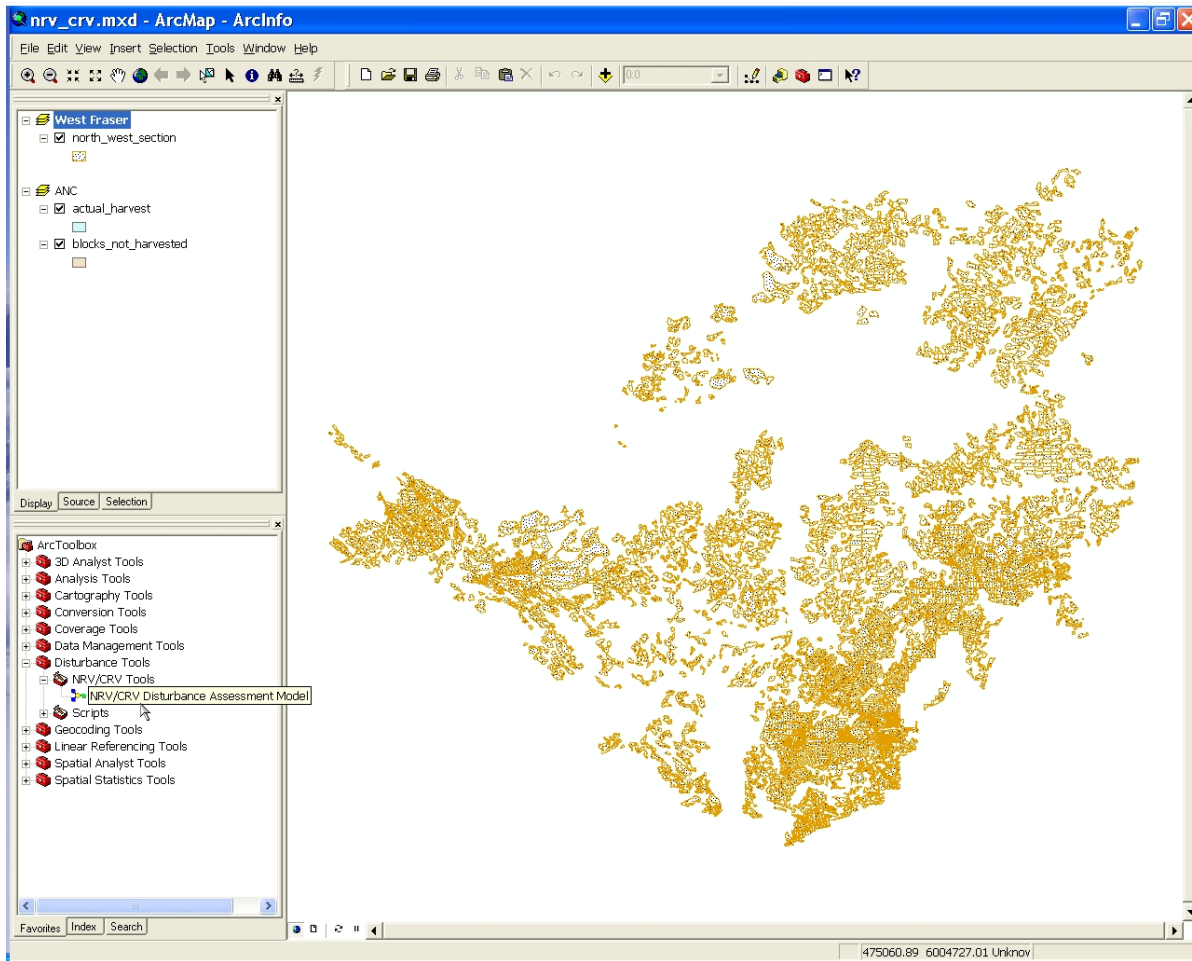 nrv_crv.mxd - ArcMap - ArcInfo
File Edit View Insert Selection Tools Window Help
0:0
West Fraser
north_west_section
ANC
actual_harvest
blocks_not_harvested
Display Source Selection
ArcToolbox
3D Analyst Tools
Analysis Tools
Cartography Tools
Conversion Tools
Coverage Tools
Data Management Tools
Disturbance Tools
NRV/CRV Tools
NRV/CRV Disturbance Assessment Model
Scripts
Geocoding Tools
Linear Referencing Tools
Spatial Analyst Tools
Spatial Statistics Tools
Favorites Index Search
475060.89 6004727.01 Unknov